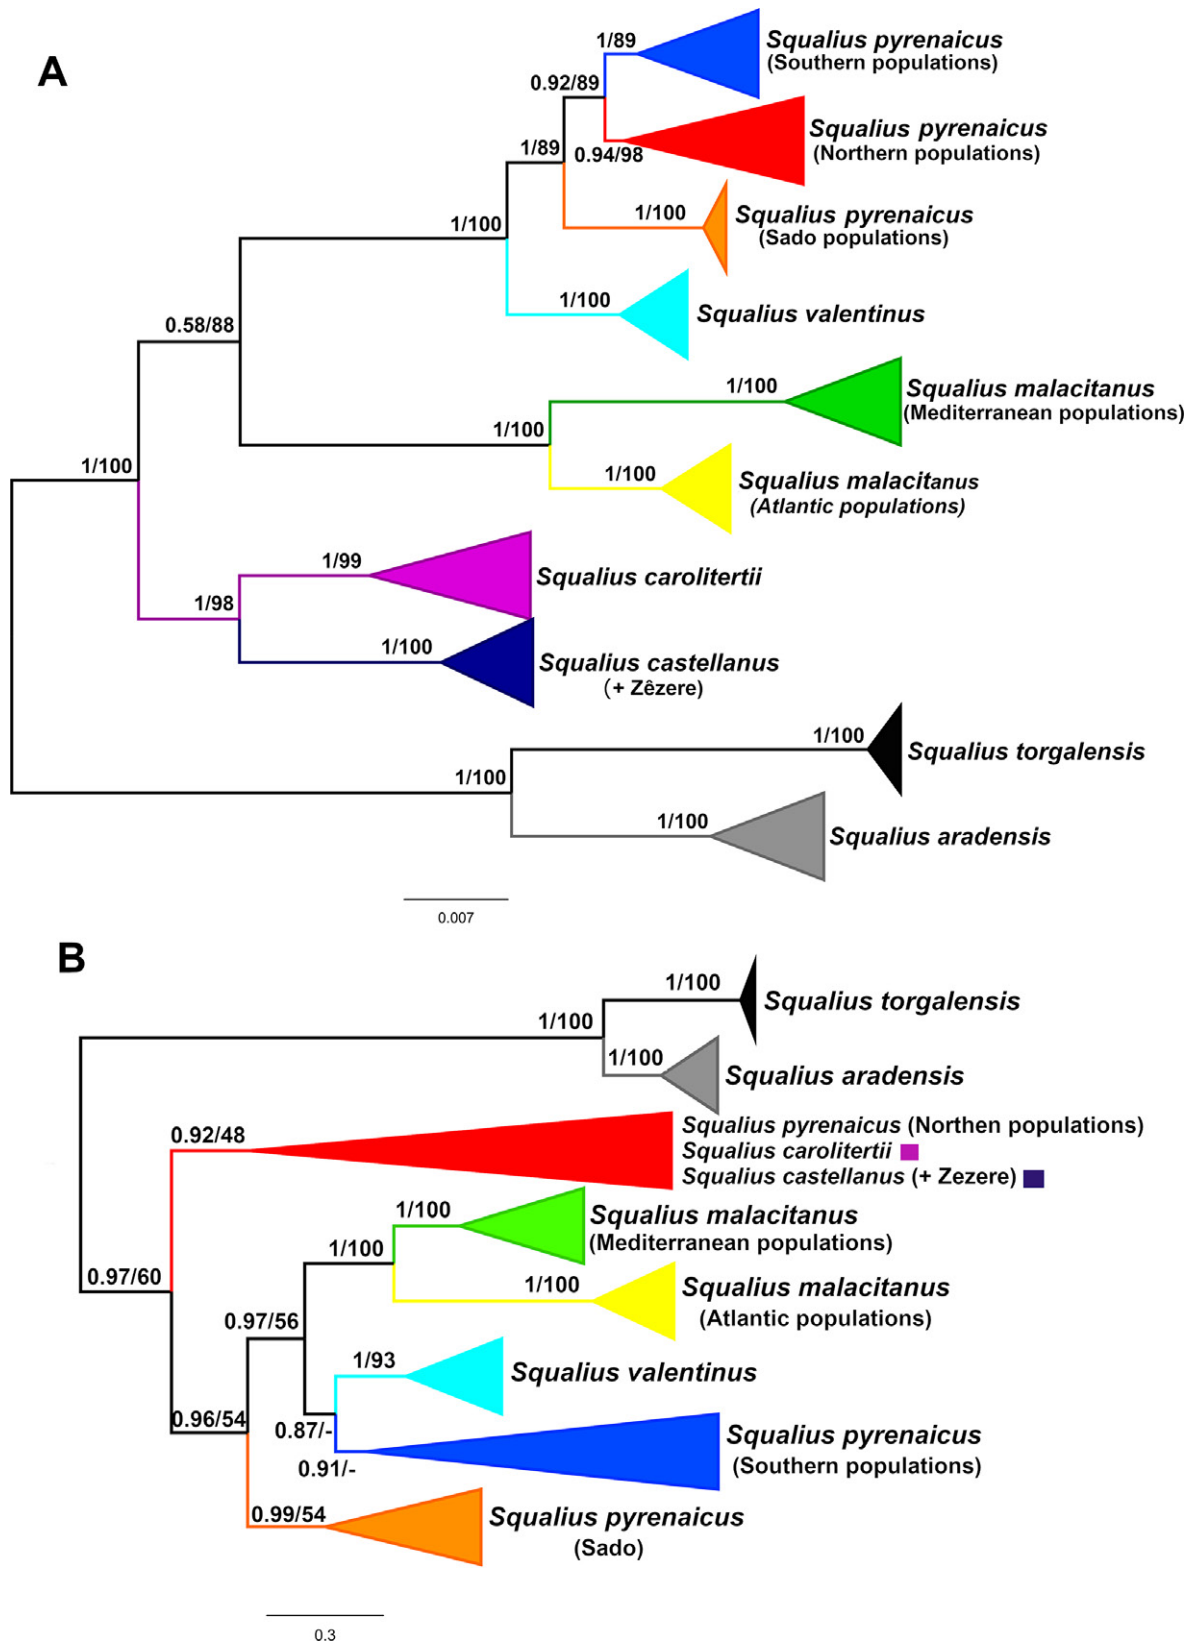 A
1/89
Squalius pyrenaicus
(Southern populations)
0.92/89
Squalius pyrenaicus
(Northern populations)
1/89
0.94/98
1/100
Squalius pyrenaicus
(Sado populations)
1/100
1/100
Squalius valentinus
0.58/88
1/100
Squalius malacitanus
(Mediterranean populations)
1/100
1/100
Squalius malacitanus
(Atlantic populations)
1/100
1/99
Squalius carolitertii
1/98
1/100
Squalius castellanus
(+ Zêzere)
1/100
Squalius torgalensis
1/100
1/100
Squalius aradensis
0.007
B
1/100
Squalius torgalensis
1/100
1/100
Squalius aradensis
0.92/48
Squalius pyrenaicus (Northen populations)
Squalius carolitertii
Squalius castellanus (+ Zezere)
1/100
Squalius malacitanus
(Mediterranean populations)
1/100
0.97/60
1/100
Squalius malacitanus
(Atlantic populations)
0.97/56
1/93
Squalius valentinus
0.96/54
0.87/-
Squalius pyrenaicus
(Southern populations)
0.91/-
0.99/54
Squalius pyrenaicus
(Sado)
0.3